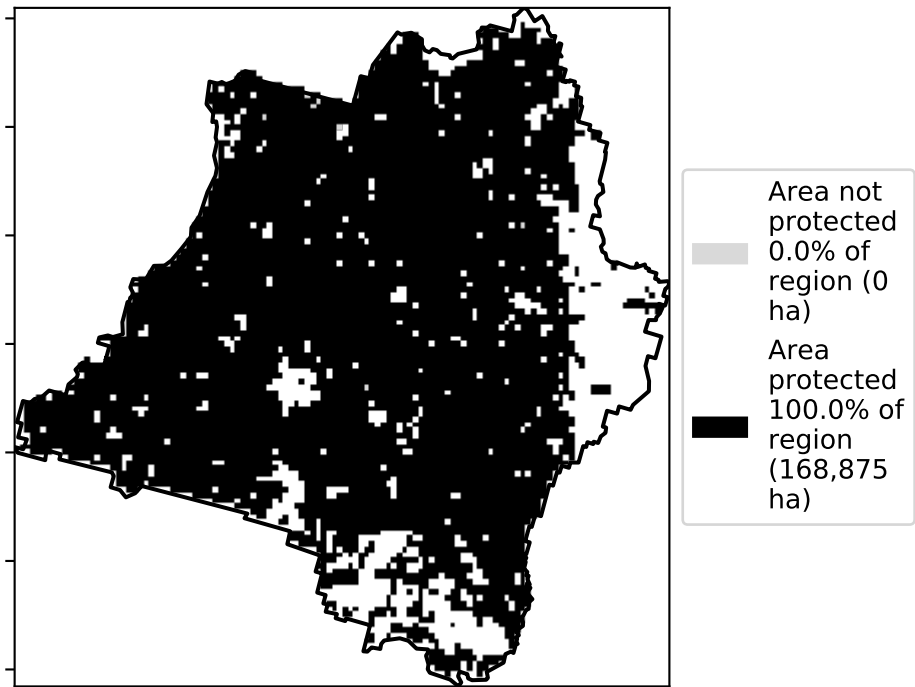 Area not
protected
0.0% of
region (0
ha)
Area
protected
100.0% of
region
(168,875
ha)